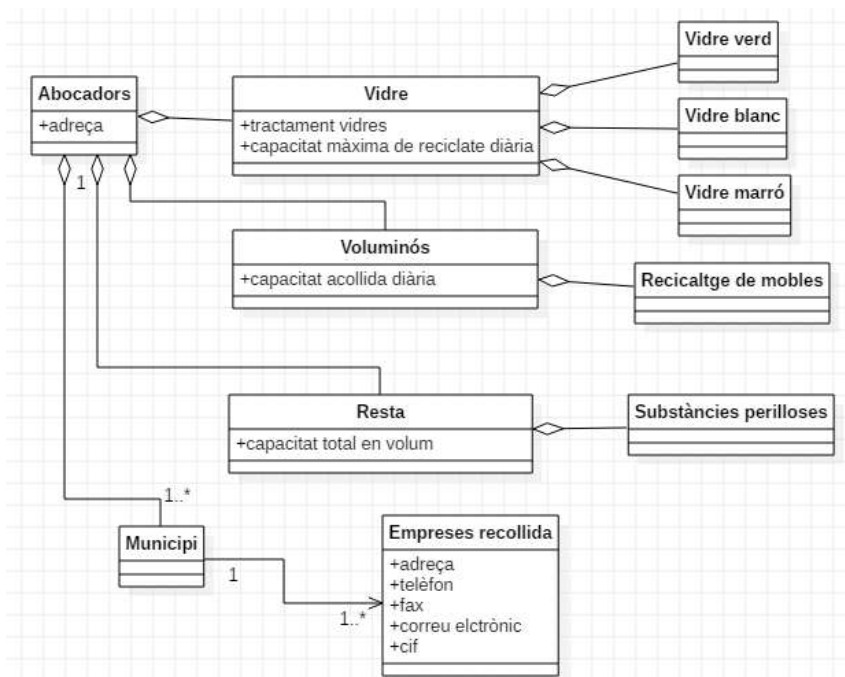 Abocadors
+adreça
1
Vidre
+tractament vidres
+capacitat màxima de reciclate diària
Vidre verd
Vidre blanc
Vidre marró
Voluminós
+capacitat acollida diària
Recicaltge de mobles
Resta
+capacitat total en volum
Substàncies perilloses
1..*
Municipi
1
1..*
Empreses recollida
+adreça
+telèfon
+fax
+correu elctrònic
+cif